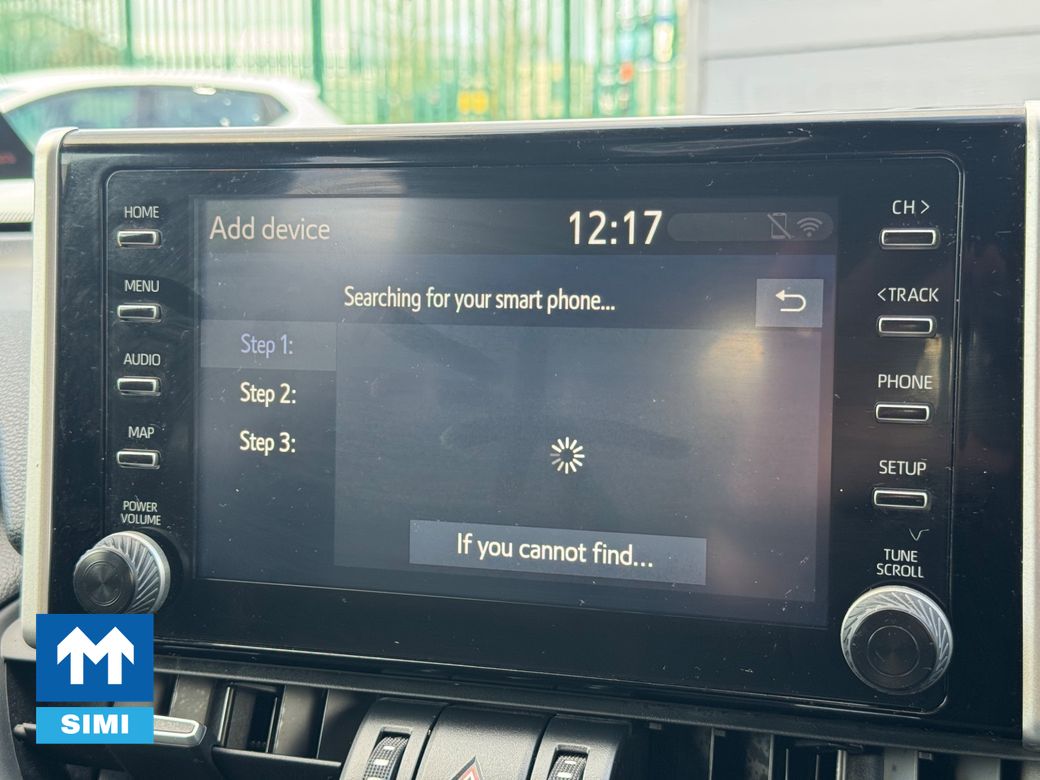 HOME
MENU
AUDIO
MAP
POWER
VOLUME
Add device
12:17
Searching for your smart phone...
Step 1:
Step 2:
Step 3:
If you cannot find...
CH >
< TRACK
PHONE
SETUP
TUNE
SCROLL
SIMI